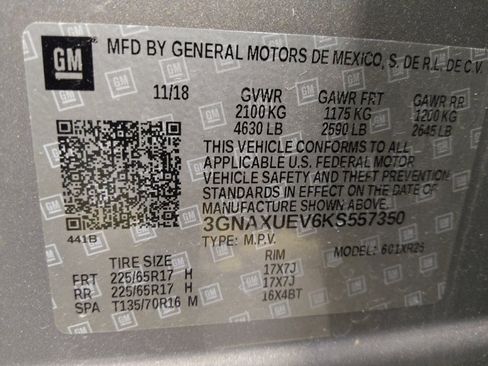 GM
MFD BY GENERAL MOTORS DE MEXICO, S. DE R.L. DE C.V.
11/18 GVWR GAWR FRT GAWR RR
2100 KG 1175 KG 1200 KG
4630 LB 2590 LB 2645 LB
THIS VEHICLE CONFORMS TO ALL
APPLICABLE U.S. FEDERAL MOTOR
VEHICLE SAFETY AND THEFT PREVENTION
STANDARDS IN EFFECT ON THE DATE OF
MANUFACTURE SHOWN ABOVE.
3GNAXUEV6KS557350
441B TYPE: M.P.V. MODEL:
TIRE SIZE RIM
FRT 225/65R17 H 17X7J
RR 225/65R17 H 17X7J
SPA T135/70R16 M 16X4BT